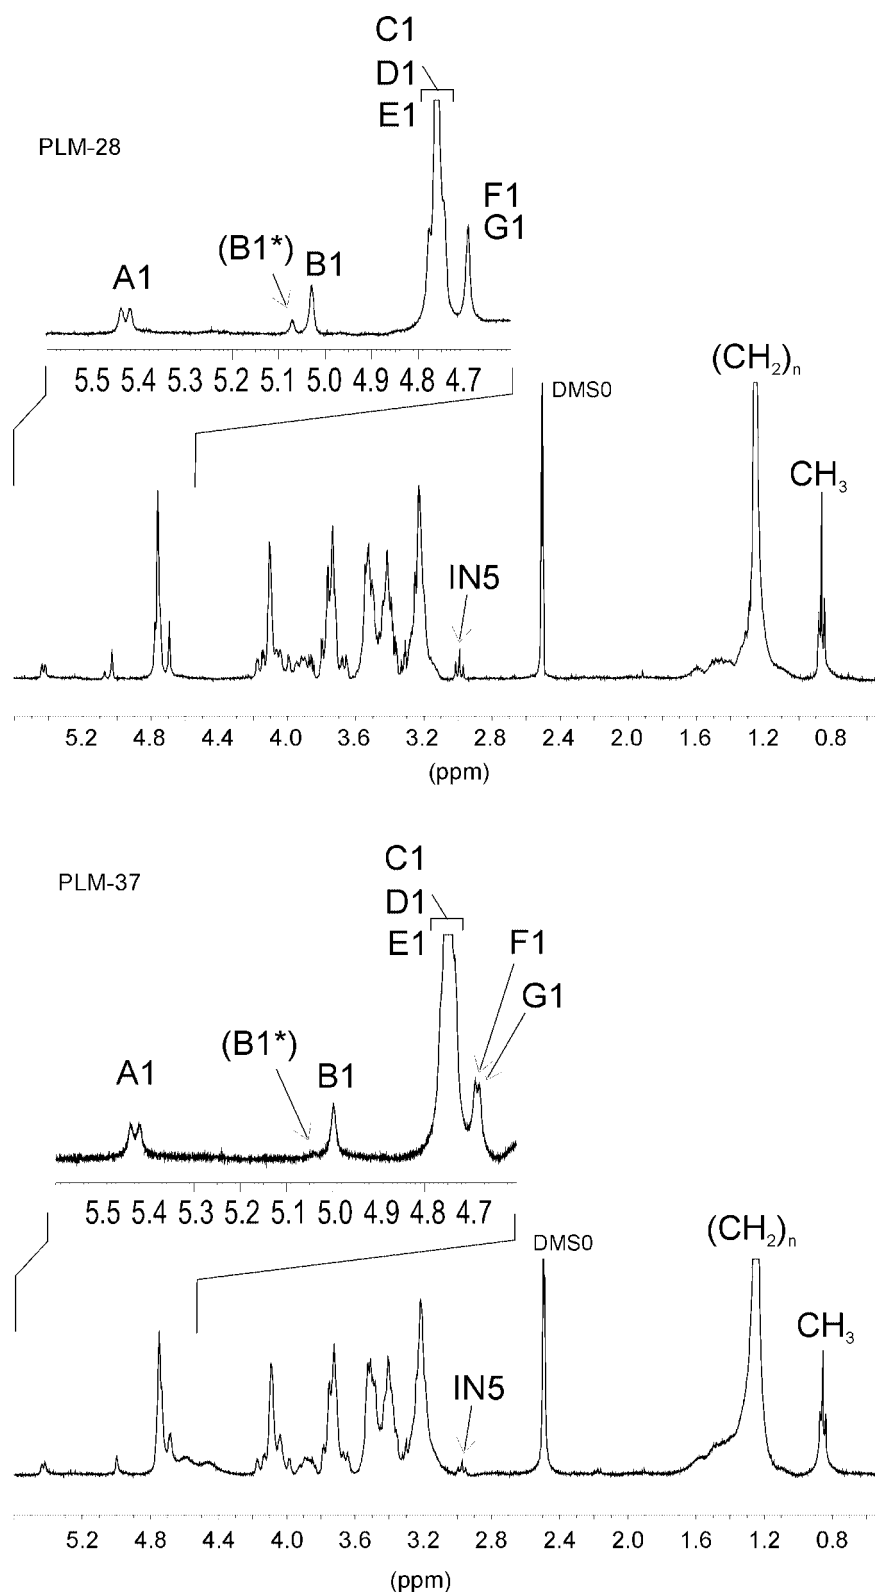 C1
D1
E1
PLM-28
F1
G1
(B1*)
B1
A1
5.5 5.4 5.3 5.2 5.1 5.0 4.9 4.8 4.7
(CH2)n
DMSO
CH3
IN5
5.2 4.8 4.4 4.0 3.6 3.2 2.8 2.4 2.0 1.6 1.2 0.8
(ppm)
C1
D1
E1
PLM-37
F1
G1
(B1*)
B1
A1
5.5 5.4 5.3 5.2 5.1 5.0 4.9 4.8 4.7
(CH2)n
DMSO
CH3
IN5
5.2 4.8 4.4 4.0 3.6 3.2 2.8 2.4 2.0 1.6 1.2 0.8
(ppm)